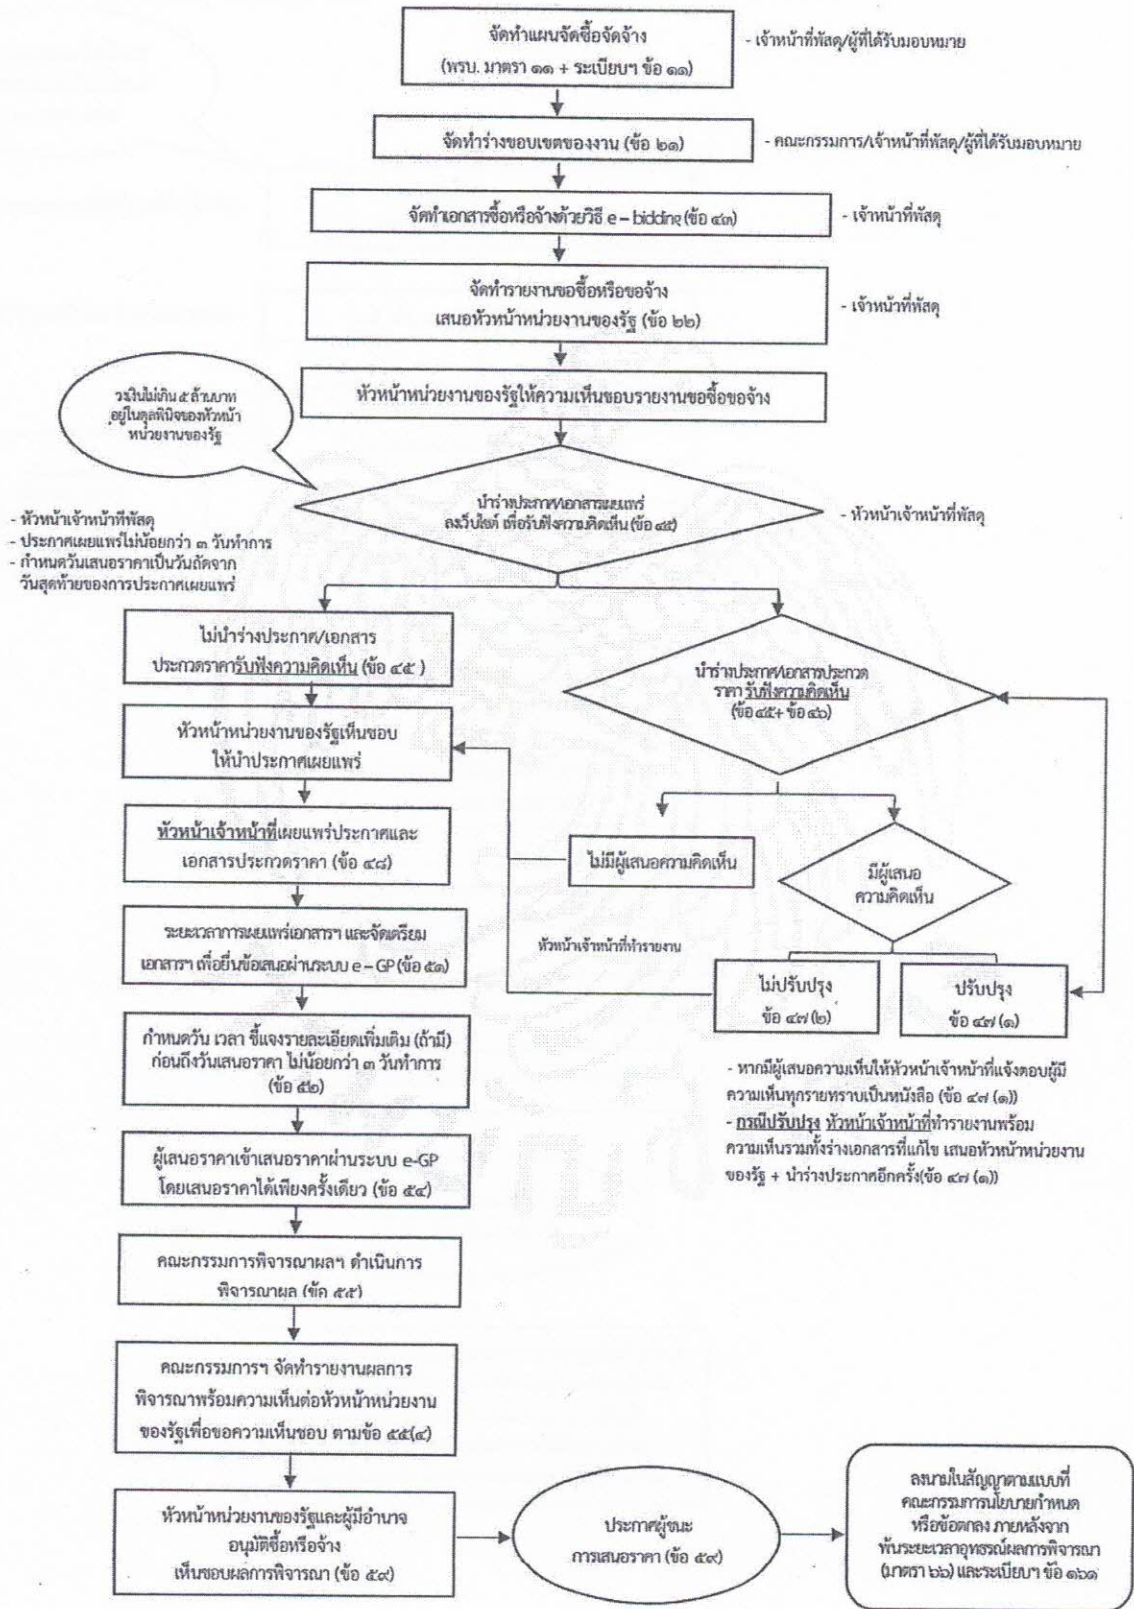 จัดทำแผนจัดซื้อจัดจ้าง
(พรบ. มาตรา ๑๑ + ระเบียบฯ ข้อ ๑๑)
- เจ้าหน้าที่พัสดุ/ผู้ที่ได้รับมอบหมาย
จัดทำร่างขอบเขตของงาน (ข้อ ๒๑)
- คณะกรรมการ/เจ้าหน้าที่พัสดุ/ผู้ที่ได้รับมอบหมาย
จัดทำเอกสารซื้อหรือจ้างด้วยวิธี e – bidding (ข้อ ๔๓)
- เจ้าหน้าที่พัสดุ
จัดทำรายงานขอซื้อหรือขอจ้าง
เสนอหัวหน้าหน่วยงานของรัฐ (ข้อ ๒๒)
- เจ้าหน้าที่พัสดุ
หัวหน้าหน่วยงานของรัฐให้ความเห็นชอบรายงานขอซื้อขอจ้าง
วงเงินไม่เกิน ๕ ล้านบาท
อยู่ในดุลพินิจของหัวหน้า
หน่วยงานของรัฐ
นำร่างประกาศ/เอกสารเผยแพร่
ลงเว็บไซต์ เพื่อรับฟังความคิดเห็น (ข้อ ๔๕)
- หัวหน้าเจ้าหน้าที่พัสดุ
- หัวหน้าเจ้าหน้าที่พัสดุ
- ประกาศเผยแพร่ไม่น้อยกว่า ๓ วันทำการ
- กำหนดวันเสนอราคาเป็นวันถัดจาก
วันสุดท้ายของการประกาศเผยแพร่
ไม่นำร่างประกาศ/เอกสาร
ประกวดราคารับฟังความคิดเห็น (ข้อ ๔๕ )
นำร่างประกาศ/เอกสารประกวด
ราคา รับฟังความคิดเห็น
(ข้อ ๔๕+ ข้อ ๔๖)
หัวหน้าหน่วยงานของรัฐเห็นชอบ
ให้นำประกาศเผยแพร่
หัวหน้าเจ้าหน้าที่เผยแพร่ประกาศและ
เอกสารประกวดราคา (ข้อ ๔๘)
ไม่มีผู้เสนอความคิดเห็น
มีผู้เสนอ
ความคิดเห็น
ระยะเวลาการเผยแพร่เอกสารฯ และจัดเตรียม
เอกสารฯ เพื่อยื่นข้อเสนอผ่านระบบ e – GP (ข้อ ๕๑)
หัวหน้าเจ้าหน้าที่ทำรายงาน
ไม่ปรับปรุง
ข้อ ๔๗ (๒)
ปรับปรุง
ข้อ ๔๗ (๑)
กำหนดวัน เวลา ชี้แจงรายละเอียดเพิ่มเติม (ถ้ามี)
ก่อนถึงวันเสนอราคา ไม่น้อยกว่า ๓ วันทำการ
(ข้อ ๕๒)
- หากมีผู้เสนอความเห็นให้หัวหน้าเจ้าหน้าที่แจ้งตอบผู้มี
ความเห็นทุกรายทราบเป็นหนังสือ (ข้อ ๔๗ (๑))
- กรณีปรับปรุง หัวหน้าเจ้าหน้าที่ทำรายงานพร้อม
ความเห็นรวมทั้งร่างเอกสารที่แก้ไข เสนอหัวหน้าหน่วยงาน
ของรัฐ + นำร่างประกาศอีกครั้ง(ข้อ ๔๗ (๑))
ผู้เสนอราคาเข้าเสนอราคาผ่านระบบ e-GP
โดยเสนอราคาได้เพียงครั้งเดียว (ข้อ ๕๔)
คณะกรรมการพิจารณาผลฯ ดำเนินการ
พิจารณาผล (ข้อ ๕๕)
คณะกรรมการฯ จัดทำรายงานผลการ
พิจารณาพร้อมความเห็นต่อหัวหน้าหน่วยงาน
ของรัฐเพื่อขอความเห็นชอบ ตามข้อ ๕๕(๔)
หัวหน้าหน่วยงานของรัฐและผู้มีอำนาจ
อนุมัติซื้อหรือจ้าง
เห็นชอบผลการพิจารณา (ข้อ ๕๙)
ประกาศผู้ชนะ
การเสนอราคา (ข้อ ๕๙)
ลงนามในสัญญาตามแบบที่
คณะกรรมการนโยบายกำหนด
หรือข้อตกลง ภายหลังจาก
พ้นระยะเวลาอุทธรณ์ผลการพิจารณา
(มาตรา ๖๖) และระเบียบฯ ข้อ ๑๖๑